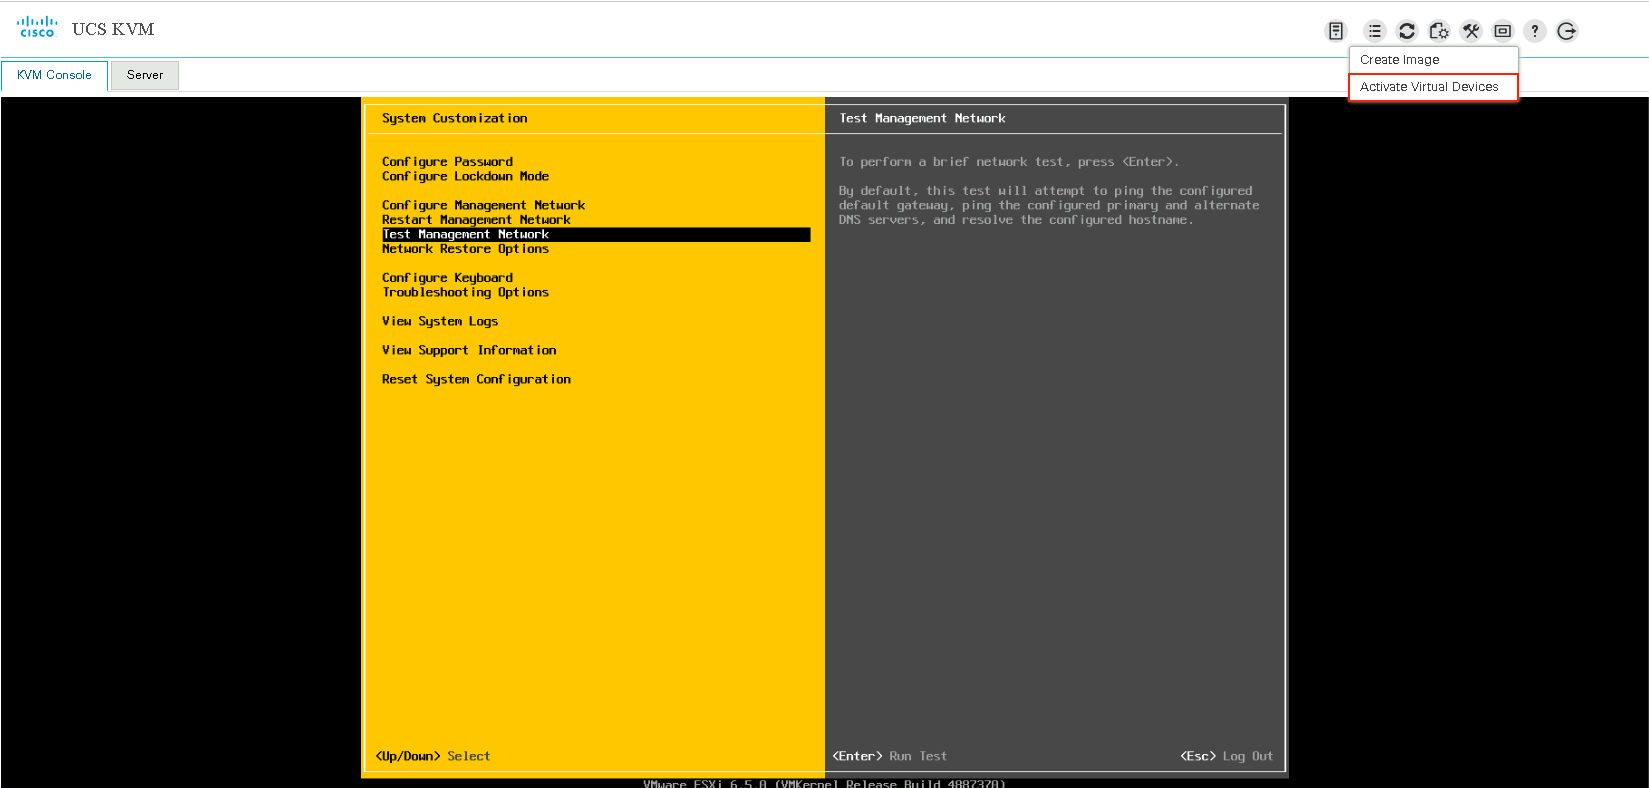 cisco
UCS KVM
?
Create Image
Activate Virtual Devices
KVM Console
Server
System Customization
Configure Password
Configure Lockdown Mode
Configure Management Network
Restart Management Network
Test Management Network
Network Restore Options
Configure Keyboard
Troubleshooting Options
View System Logs
View Support Information
Reset System Configuration
<Up/Down> Select
Test Management Network
To perform a brief network test, press <Enter>.
By default, this test will attempt to ping the configured
default gateway, ping the configured primary and alternate
DNS servers, and resolve the configured hostname.
<Enter> Run Test
<Esc> Log Out
VMware ESXi 6.5.0 (VMKernel Release Build 4887370)